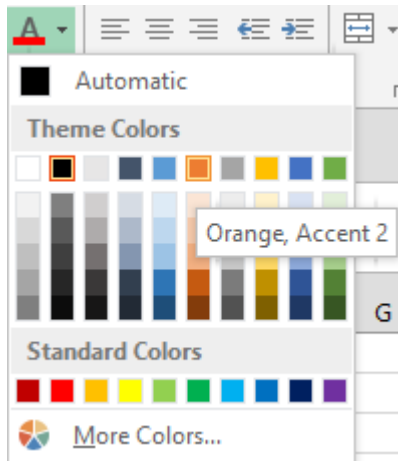 A
Automatic
Theme Colors
Orange, Accent 2
G
Standard Colors
More Colors...